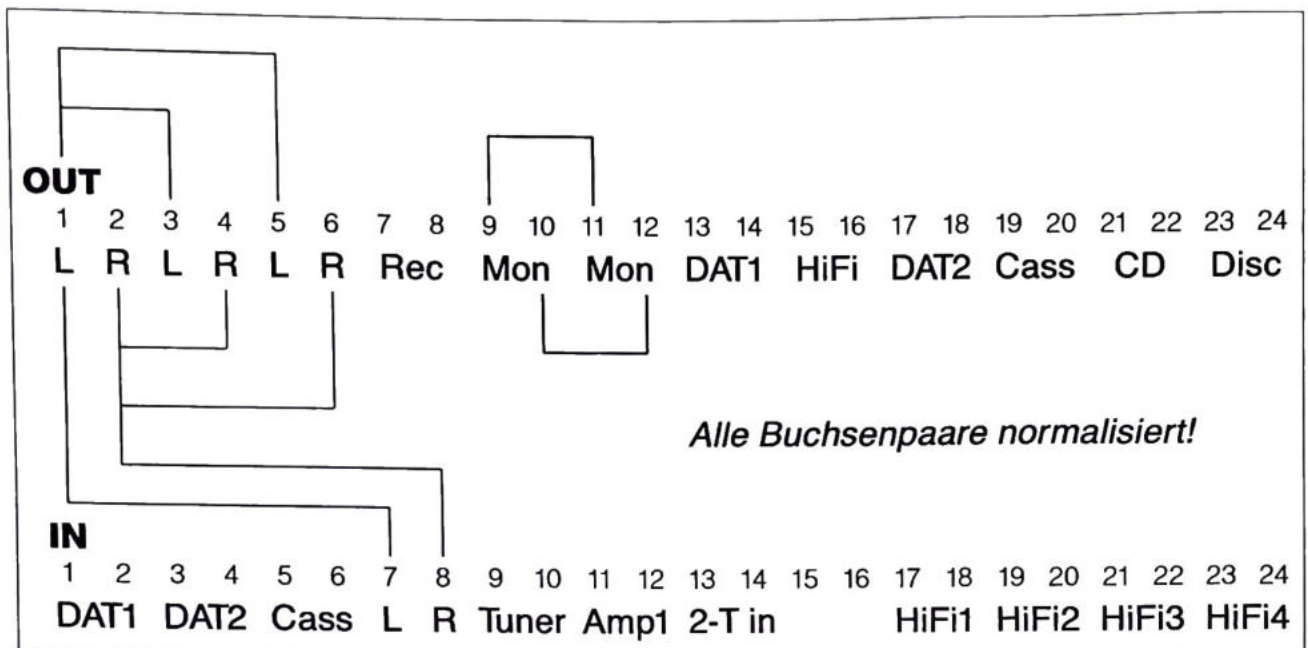 OUT
1 2 3 4 5 6 7 8 9 10 11 12 13 14 15 16 17 18 19 20 21 22 23 24
L R L R L R Rec Mon Mon DAT1 HiFi DAT2 Cass CD Disc
Alle Buchsenpaare normalisiert!
IN
1 2 3 4 5 6 7 8 9 10 11 12 13 14 15 16 17 18 19 20 21 22 23 24
DAT1 DAT2 Cass L R Tuner Amp1 2-T in HiFi1 HiFi2 HiFi3 HiFi4